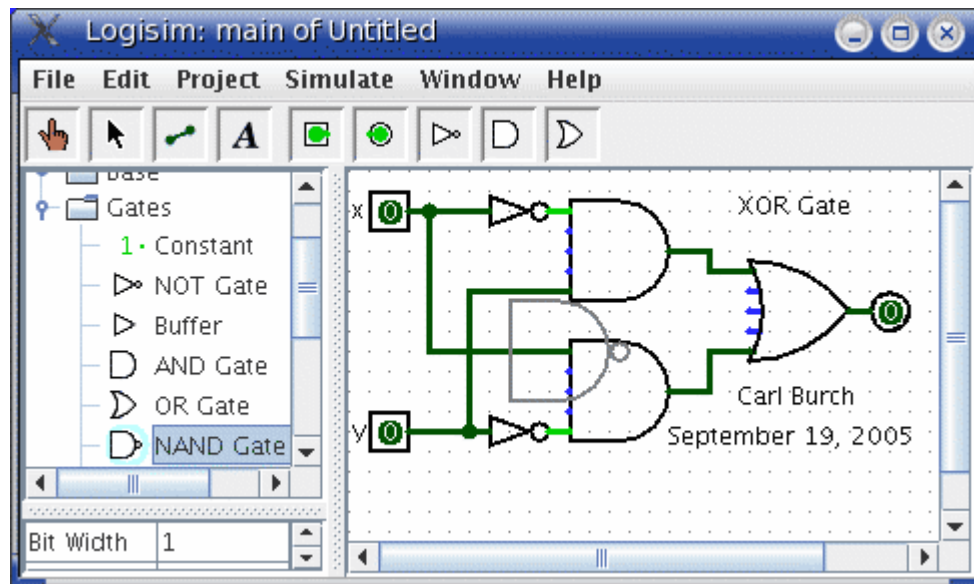 Logisim: main of Untitled
File Edit Project Simulate Window Help
A
Base
Gates
1 Constant
NOT Gate
Buffer
AND Gate
OR Gate
NAND Gate
Bit Width 1
x 0
XOR Gate
0
y 0
Carl Burch
September 19, 2005